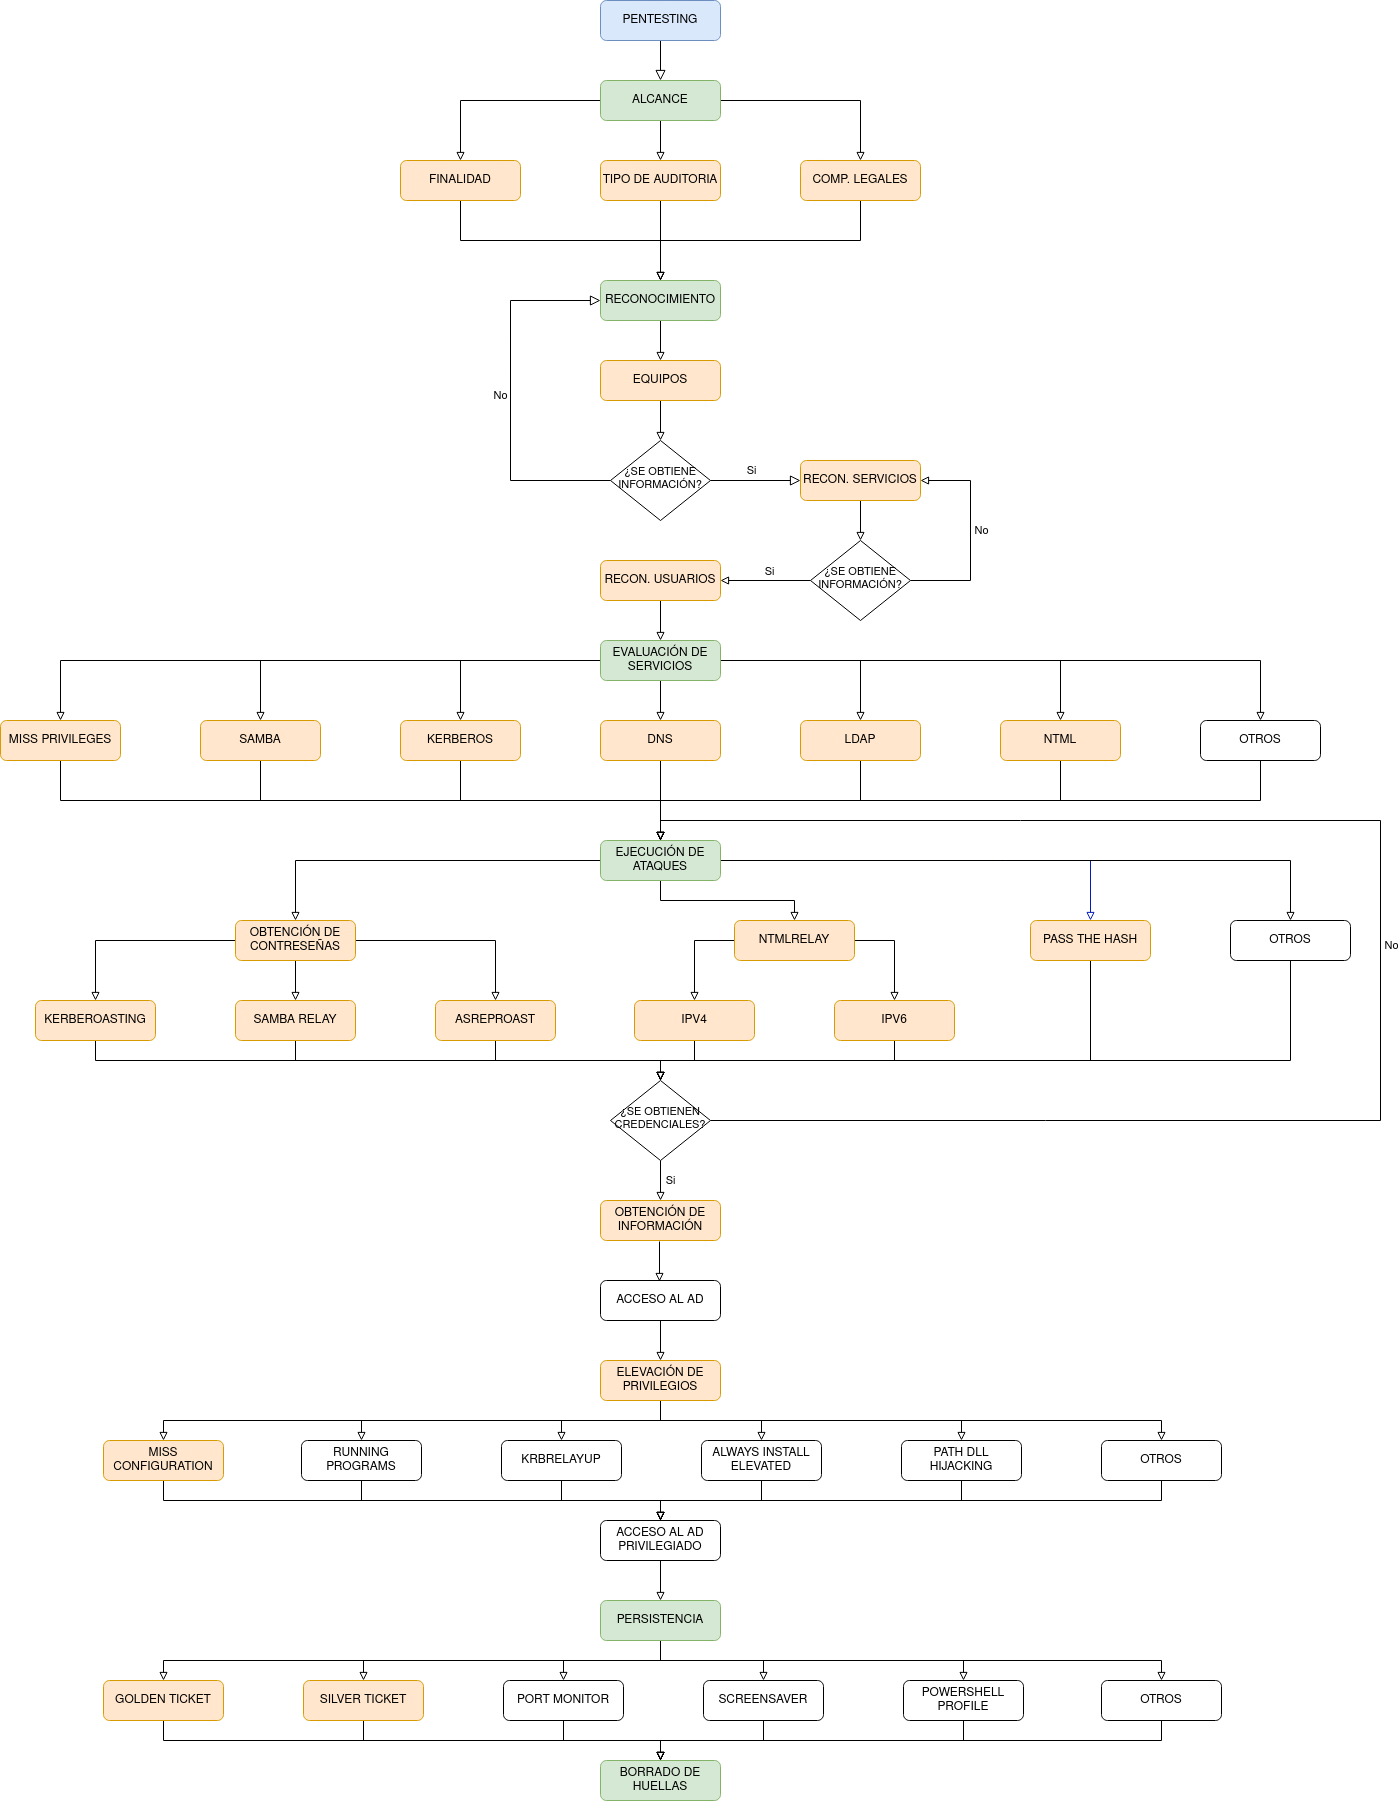 PENTESTING
ALCANCE
FINALIDAD
TIPO DE AUDITORIA
COMP. LEGALES
RECONOCIMIENTO
EQUIPOS
No
¿SE OBTIENE
INFORMACIÓN?
Si
RECON. SERVICIOS
No
¿SE OBTIENE
INFORMACIÓN?
Si
RECON. USUARIOS
EVALUACIÓN DE
SERVICIOS
MISS PRIVILEGES
SAMBA
KERBEROS
DNS
LDAP
NTML
OTROS
EJECUCIÓN DE
ATAQUES
OBTENCIÓN DE
CONTRESEÑAS
NTMLRELAY
PASS THE HASH
OTROS
No
KERBEROASTING
SAMBA RELAY
ASREPROAST
IPV4
IPV6
¿SE OBTIENEN
CREDENCIALES?
Si
OBTENCIÓN DE
INFORMACIÓN
ACCESO AL AD
ELEVACIÓN DE
PRIVILEGIOS
MISS
CONFIGURATION
RUNNING
PROGRAMS
KRBRELAYUP
ALWAYS INSTALL
ELEVATED
PATH DLL
HIJACKING
OTROS
ACCESO AL AD
PRIVILEGIADO
PERSISTENCIA
GOLDEN TICKET
SILVER TICKET
PORT MONITOR
SCREENSAVER
POWERSHELL
PROFILE
OTROS
BORRADO DE
HUELLAS